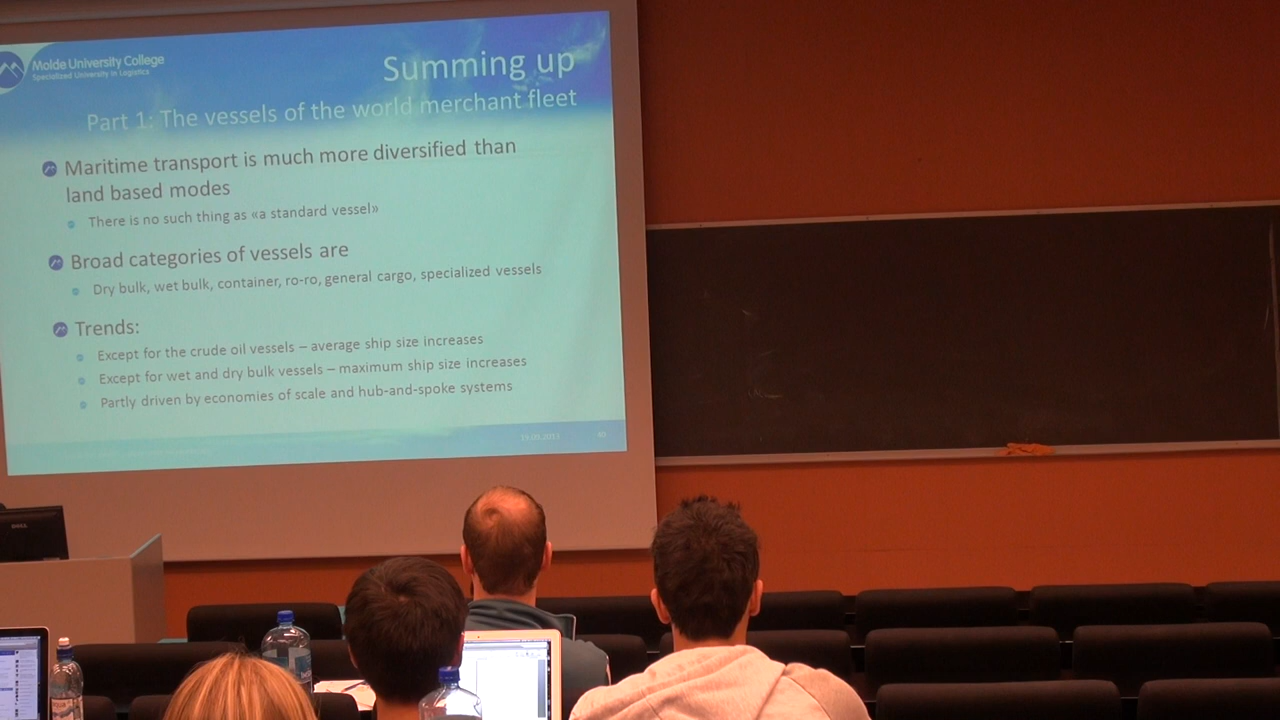 Molde University College
Specialized University in Logistics
Summing up
Part 1: The vessels of the world merchant fleet
Maritime transport is much more diversified than
land based modes
There is no such thing as «a standard vessel»
Broad categories of vessels are
Dry bulk, wet bulk, container, ro-ro, general cargo, specialized vessels
Trends:
Except for the crude oil vessels – average ship size increases
Except for wet and dry bulk vessels – maximum ship size increases
Partly driven by economies of scale and hub-and-spoke systems
DELL